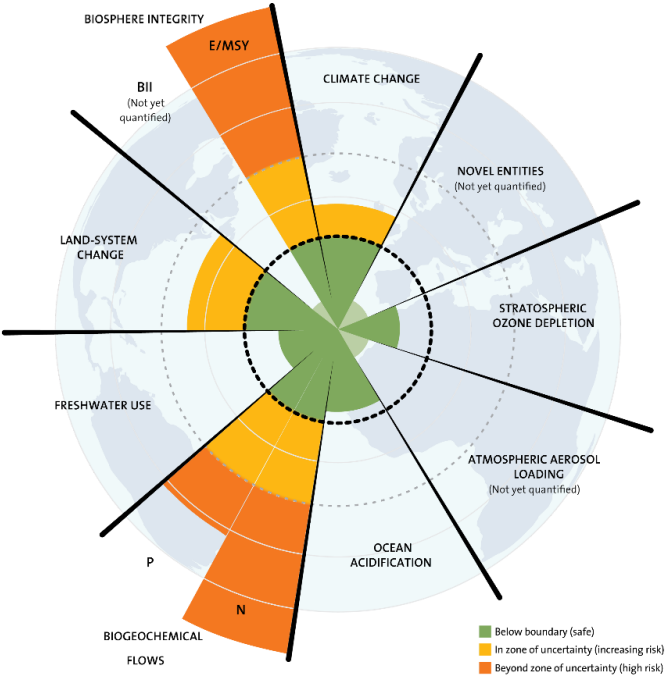 BIOSPHERE INTEGRITY
E/MSY
BII
(Not yet
quantified)
CLIMATE CHANGE
NOVEL ENTITIES
(Not yet quantified)
LAND-SYSTEM
CHANGE
STRATOSPHERIC
OZONE DEPLETION
FRESHWATER USE
ATMOSPHERIC AEROSOL
LOADING
(Not yet quantified)
OCEAN
ACIDIFICATION
P
N
BIOGEOCHEMICAL
FLOWS
Below boundary (safe)
In zone of uncertainty (increasing risk)
Beyond zone of uncertainty (high risk)